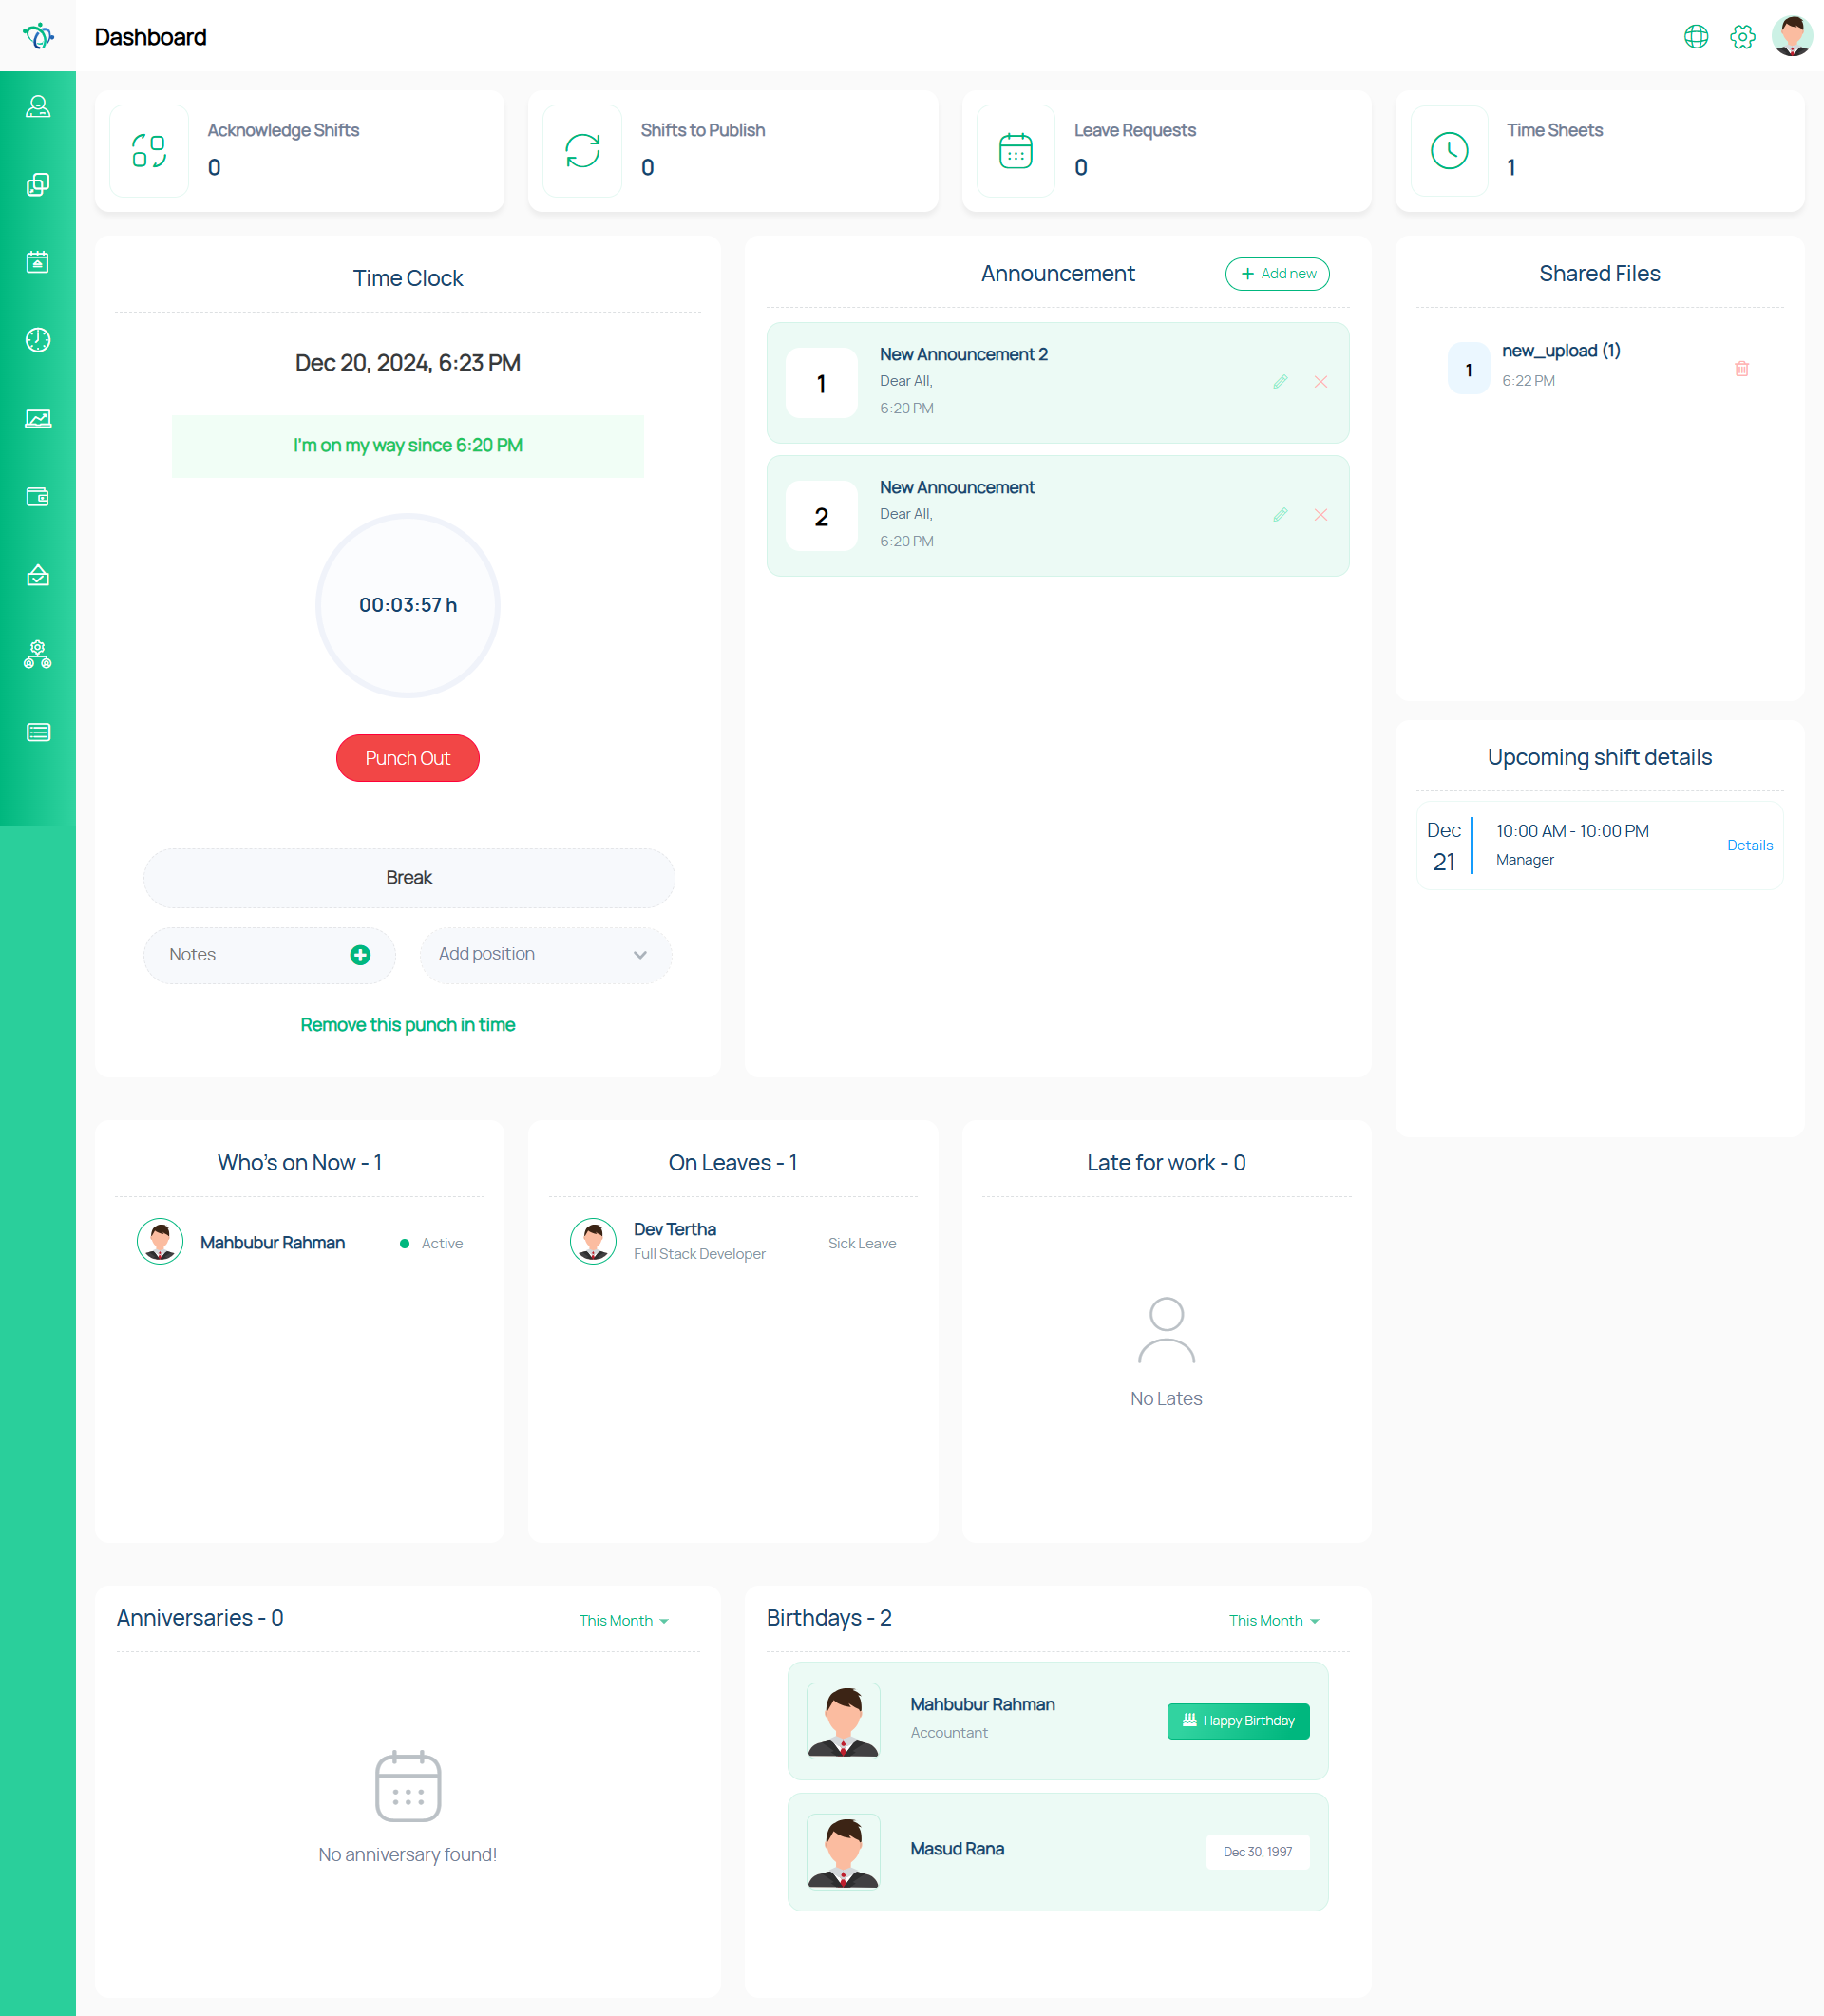 Dashboard
Acknowledge Shifts
0
Shifts to Publish
0
Leave Requests
0
Time Sheets
1
Time Clock
Dec 20, 2024, 6:23 PM
I'm on my way since 6:20 PM
00:03:57 h
Punch Out
Break
Notes
Add position
Remove this punch in time
Announcement
Add new
1
New Announcement 2
Dear All,
6:20 PM
2
New Announcement
Dear All,
6:20 PM
Shared Files
1
new_upload (1)
6:22 PM
Upcoming shift details
Dec
21
10:00 AM - 10:00 PM
Manager
Details
Who's on Now - 1
Mahbubur Rahman
Active
On Leaves - 1
Dev Tertha
Full Stack Developer
Sick Leave
Late for work - 0
No Lates
Anniversaries - 0
This Month
No anniversary found!
Birthdays - 2
This Month
Mahbubur Rahman
Accountant
Happy Birthday
Masud Rana
Dec 30, 1997